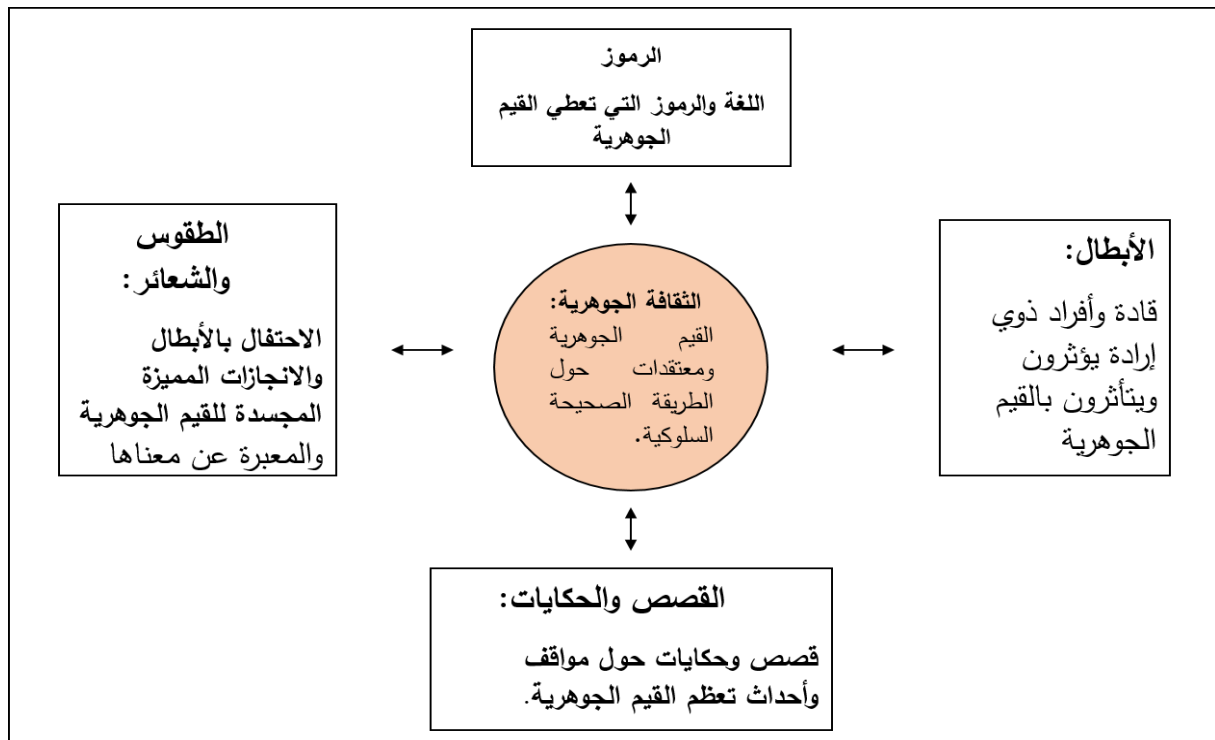 الرموز
اللغة والرموز التي تعطي القيم
الجوهرية
الأبطال:
قادة وأفراد ذوي
إرادة يؤثرون
ويتأثرون بالقيم
الجوهرية
الثقافة الجوهرية:
القيم الجوهرية
ومعتقدات حول
الطريقة الصحيحة
السلوكية.
الطقوس
والشعائر:
الاحتفال بالأبطال
والانجازات المميزة
المجسدة للقيم الجوهرية
والمعبرة عن معناها
القصص والحكايات:
قصص وحكايات حول مواقف
وأحداث تعظم القيم الجوهرية.